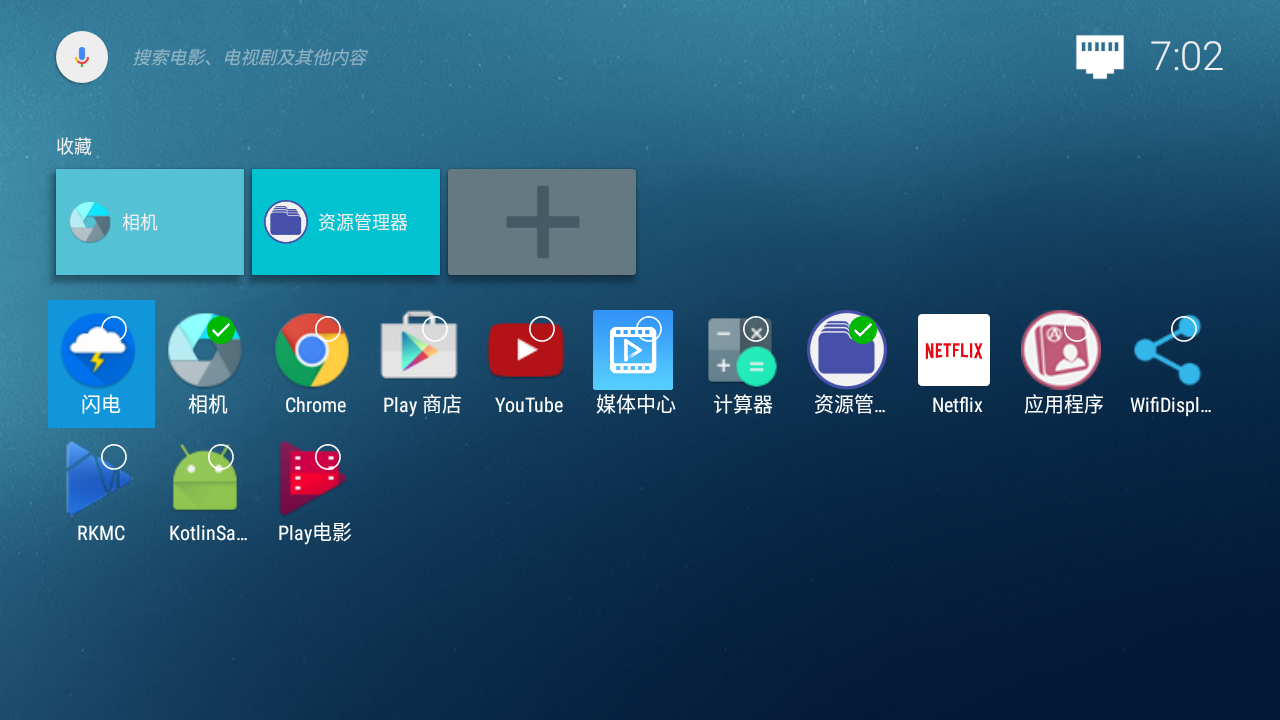 搜索电影、电视剧及其他内容
7:02
收藏
相机
资源管理器
NETFLIX
闪电
相机
Chrome
Play 商店
YouTube
媒体中心
计算器
资源管...
Netflix
应用程序
WifiDispl...
RKMC
KotlinSa...
Play电影